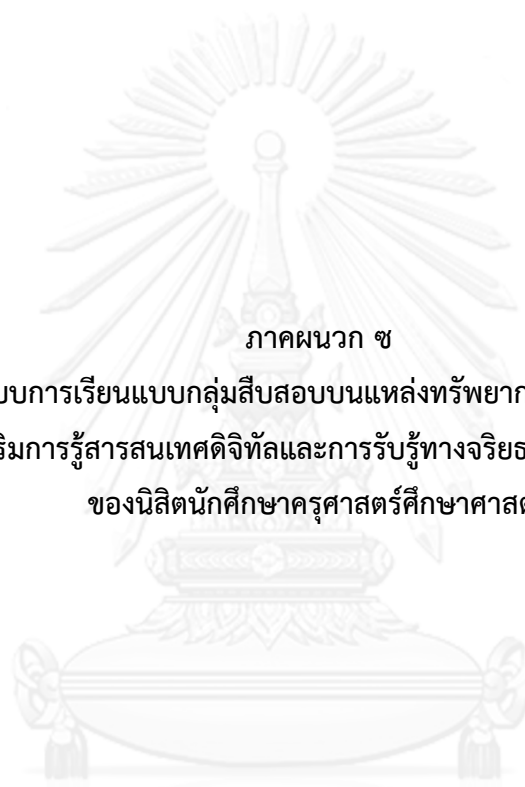 ภาคผนวก ซ
บบการเรียนแบบกลุ่มสืบสอบบนแหล่งทรัพยาก
ริมการรู้สารสนเทศดิจิทัลและการรับรู้ทางจริยธ
ของนิสิตนักศึกษาครุศาสตร์ศึกษาศาสต